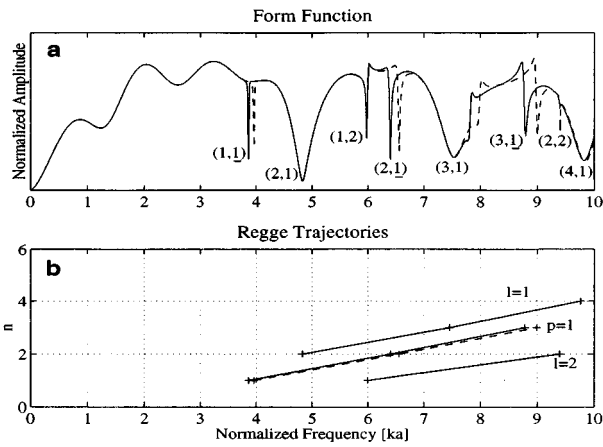 Form Function
a
Normalized Amplitude
(1,1)
(2,1)
(1,2)
(2,1)
(3,1)
(3,1)
(2,2)
(4,1)
0 1 2 3 4 5 6 7 8 9 10
Regge Trajectories
b
n
6
4
2
0
l=1
p=1
l=2
0 1 2 3 4 5 6 7 8 9 10
Normalized Frequency [ka]